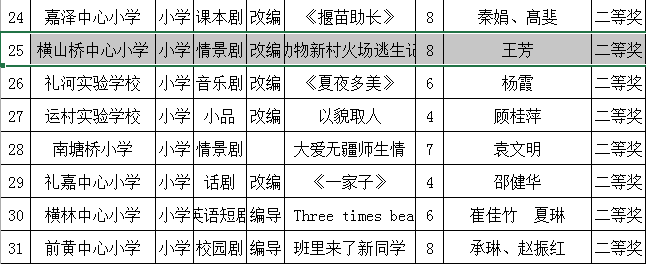 24 嘉泽中心小学 小学 课本剧 改编 《揠苗助长》 8 秦娟、高斐 二等奖
25 横山桥中心小学 小学 情景剧 改编 物新村火场逃生 8 王芳 二等奖
26 礼河实验学校 小学 音乐剧 改编 《夏夜多美》 6 杨霞 二等奖
27 运村实验学校 小学 小品 改编 以貌取人 4 顾桂萍 二等奖
28 南塘桥小学 小学 情景剧 大爱无疆师生情 7 袁文明 二等奖
29 礼嘉中心小学 小学 话剧 改编 《一家子》 4 邵健华 二等奖
30 横林中心小学 小学 英语短剧 编导 Three times bea 6 崔佳竹 夏琳 二等奖
31 前黄中心小学 小学 校园剧 编导 班里来了新同学 8 承琳、赵振红 二等奖